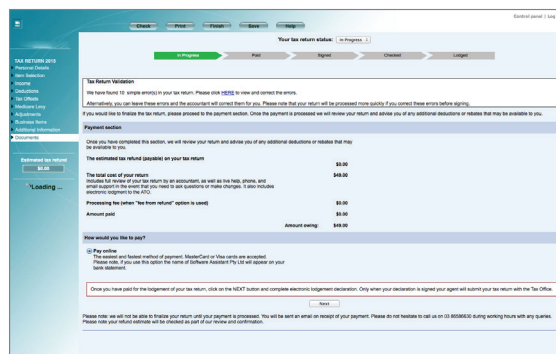 Control panel | Log
Check Print Finish Save Help
Your tax return status: In Progress
In Progress Paid Signed Checked Lodged
TAX RETURN 2015
Personal Details
Item Selection
Income
Deductions
Tax Offsets
Medicare Levy
Adjustments
Business Items
Additional Information
Documents
Estimated tax refund
$0.00
Loading ...
Tax Return Validation
We have found 10 simple error(s) in your tax return. Please click HERE to view and correct the errors.
Alternatively, you can leave these errors and the accountant will correct them for you. Please note that your return will be processed more quickly if you correct these errors before signing.
If you would like to finalize the tax return, please proceed to the payment section. Once the payment is processed we will review your return and advise you of any additional deductions or rebates that may be available to you.
Payment section
Once you have completed this section, we will review your return and advise you of any additional deductions or rebates that may
be available to you.
The estimated tax refund (payable) on your tax return
$0.00
The total cost of your return $49.00
Includes full review of your tax return by an accountant, as well as live help, phone, and
email support in the event that you need to ask questions or make changes. It also includes
electronic lodgment to the ATO.
Processing fee (when "fee from refund" option is used) $0.00
Amount paid $0.00
Amount owing: $49.00
How would you like to pay?
Pay online
The easiest and fastest method of payment. MasterCard or Visa cards are accepted.
Please note, if you use this option the name of Software Assistant Pty Ltd will appear on your
bank statement.
Once you have paid for the lodgement of your tax return, click on the NEXT button and complete electronic lodgement declaration. Only when your declaration is signed your agent will submit your tax return with the Tax Office.
Next
Please note: we will not be able to finalize your return until your payment is processed. You will be sent an email on receipt of your payment. Please do not hesitate to call us on 03 86586830 during working hours with any queries.
Please note your refund estimate will be checked as part of our review and confirmation.